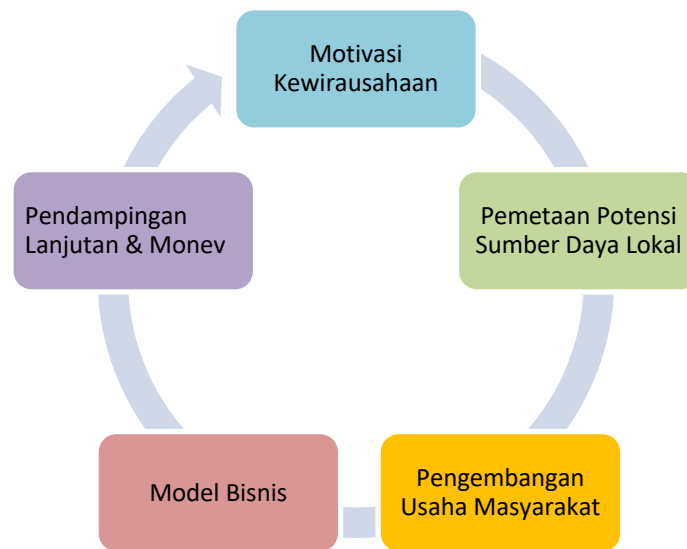 Motivasi
Kewirausahaan
Pemetaan Potensi
Sumber Daya Lokal
Pengembangan
Usaha Masyarakat
Model Bisnis
Pendampingan
Lanjutan & Monev